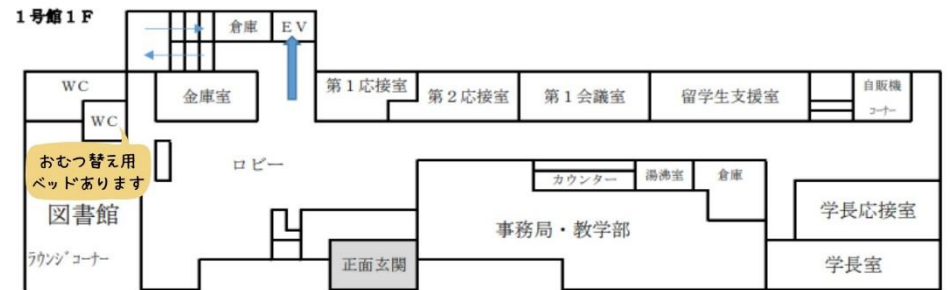 １号館１Ｆ
倉庫
ＥＶ
ＷＣ
金庫室
第１応接室
第２応接室
第１会議室
留学生支援室
自販機
コーナー
ＷＣ
おむつ替え用
ベッドあります
ロビー
カウンター
湯沸室
倉庫
図書館
事務局・教学部
学長応接室
ラウンジコーナー
正面玄関
学長室